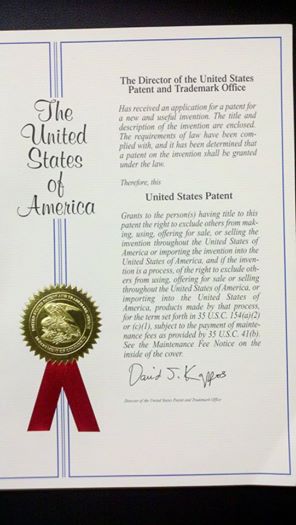 The
United
States
of
America
The Director of the United States
Patent and Trademark Office
Has received an application for a patent for
a new and useful invention. The title and
description of the invention are enclosed.
The requirements of law have been com-
plied with, and it has been determined that
a patent on the invention shall be granted
under the law.
Therefore, this
United States Patent
Grants to the person(s) having title to this
patent the right to exclude others from mak-
ing, using, offering for sale, or selling the
invention throughout the United States of
America or importing the invention into the
United States of America, and if the inven-
tion is a process, of the right to exclude oth-
ers from using, offering for sale or selling
throughout the United States of America, or
importing into the United States of
America, products made by that process,
for the term set forth in 35 U.S.C. 154(a)(2)
or (c)(1), subject to the payment of mainte-
nance fees as provided by 35 U.S.C. 41(b).
See the Maintenance Fee Notice on the
inside of the cover.
David J. Kappos
Director of the United States Patent and Trademark Office